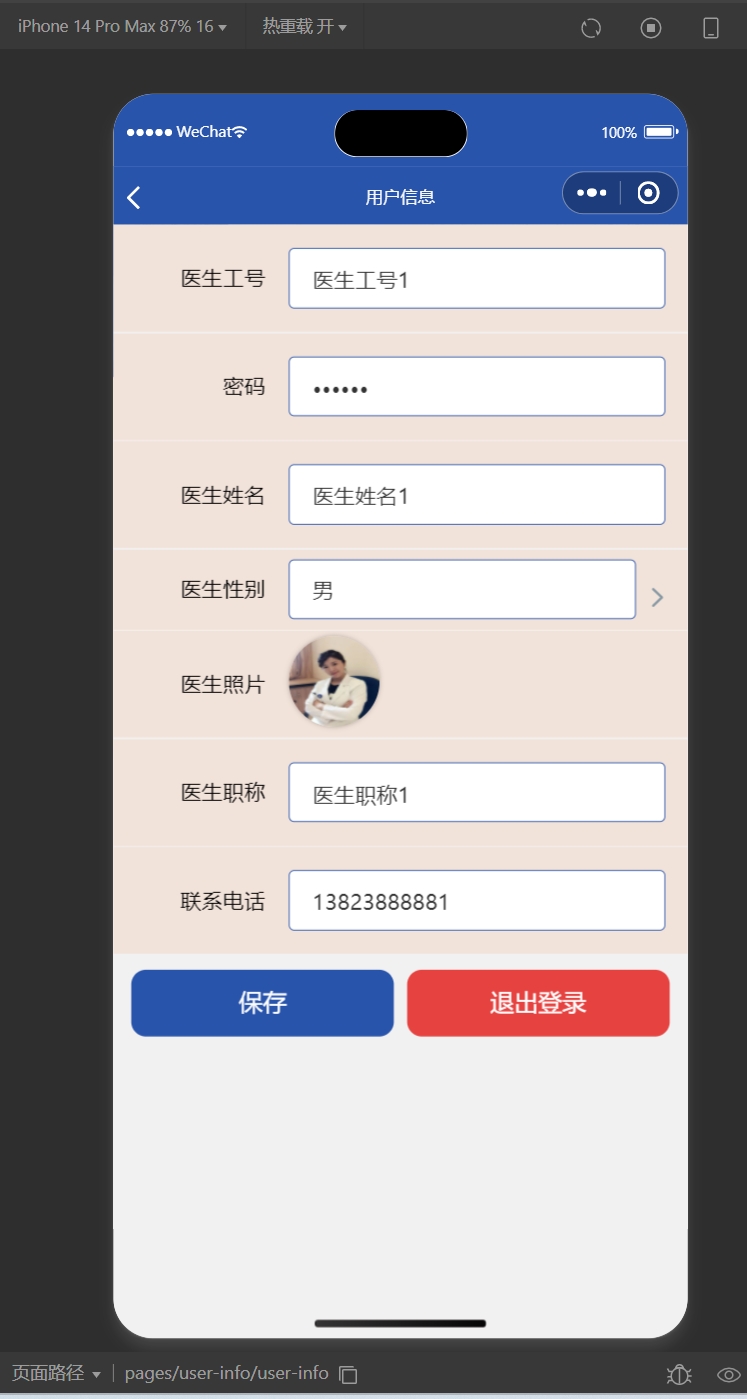 iPhone 14 Pro Max 87% 16 热重载 开
WeChat 100%
用户信息
医生工号 医生工号1
密码 ••••••
医生姓名 医生姓名1
医生性别 男
医生照片
医生职称 医生职称1
联系电话 13823888881
保存 退出登录
页面路径 pages/user-info/user-info